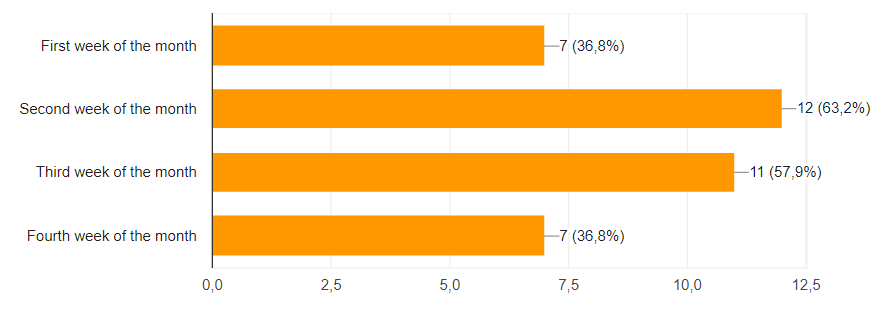 First week of the month
7 (36,8%)
Second week of the month
12 (63,2%)
Third week of the month
11 (57,9%)
Fourth week of the month
7 (36,8%)
0,0 2,5 5,0 7,5 10,0 12,5